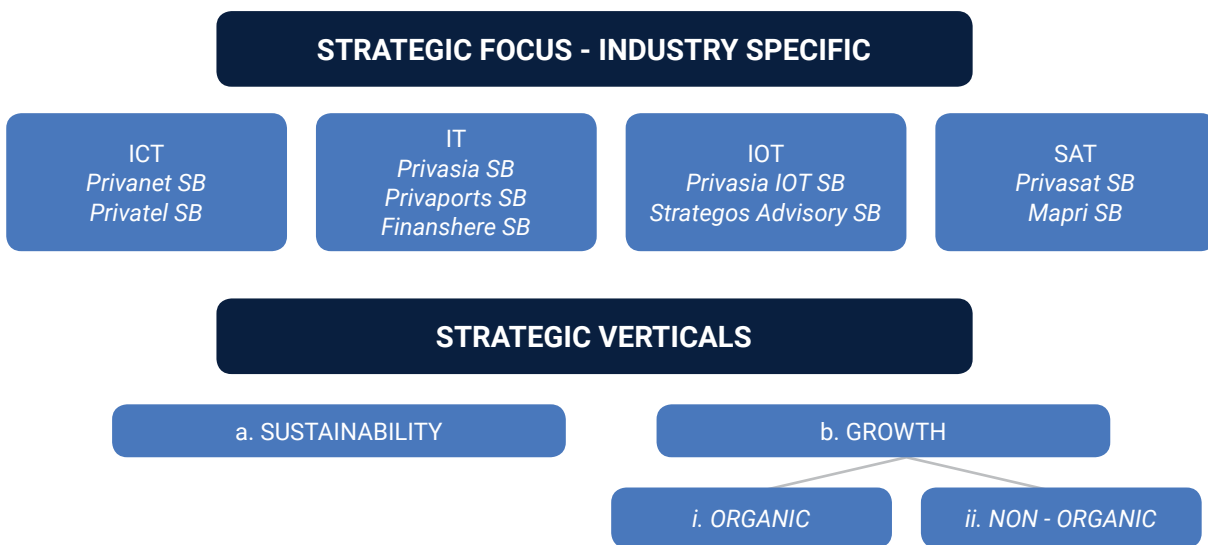 STRATEGIC FOCUS - INDUSTRY SPECIFIC
ICT
Privanet SB
Privatel SB
IT
Privasia SB
Privaports SB
Finanshere SB
IOT
Privasia IOT SB
Strategos Advisory SB
SAT
Privasat SB
Mapri SB
STRATEGIC VERTICALS
a. SUSTAINABILITY
b. GROWTH
i. ORGANIC
ii. NON - ORGANIC